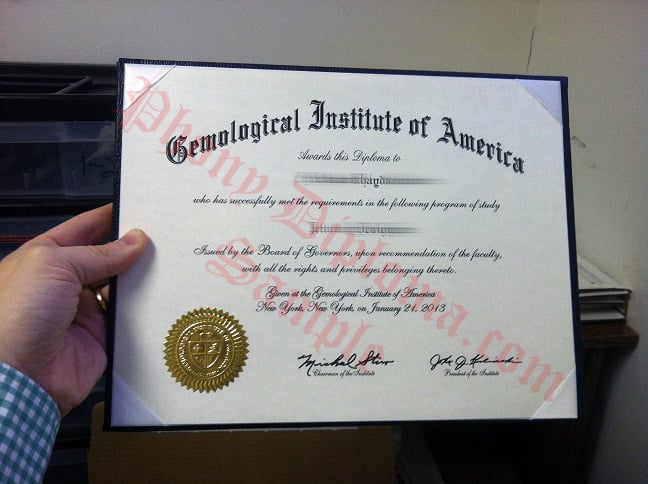 Gemological Institute of America
Awards this Diploma to
who has successfully met the requirements in the following program of study
Issued by the Board of Governors, upon recommendation of the faculty,
with all the rights and privileges belonging thereto.
Given at the Gemological Institute of America
New York, New York, on January 21, 2013
Chairman of the Institute
President of the Institute
Phony Diploma.com
Sample